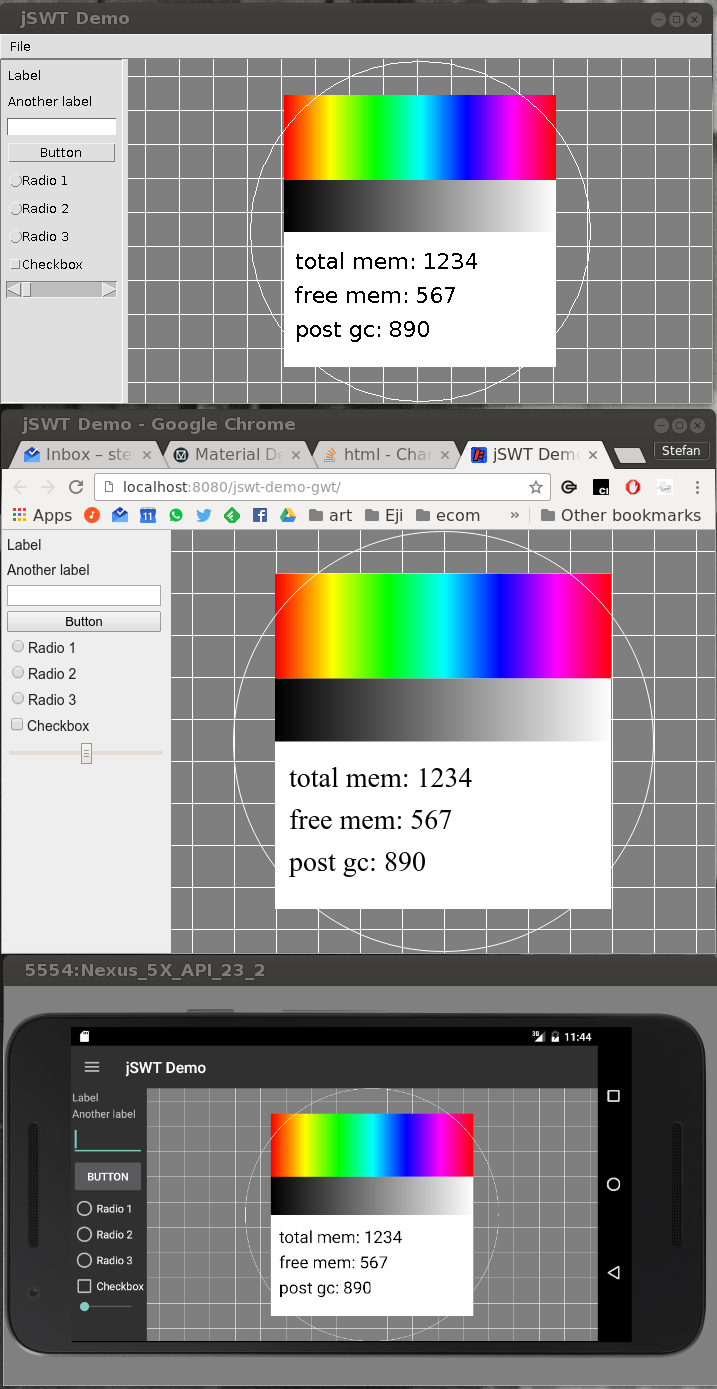 jSWT Demo
File
Label
Another label
Button
Radio 1
Radio 2
Radio 3
Checkbox
total mem: 1234
free mem: 567
post gc: 890
jSWT Demo - Google Chrome
Inbox – ste
Material De
html - Char
jSWT Demo
Stefan
localhost:8080/jswt-demo-gwt/
Apps
11
art
Eji
ecom
»
Other bookmarks
Label
Another label
Button
Radio 1
Radio 2
Radio 3
Checkbox
total mem: 1234
free mem: 567
post gc: 890
5554:Nexus_5X_API_23_2
3G
11:44
jSWT Demo
Label
Another label
BUTTON
Radio 1
Radio 2
Radio 3
Checkbox
total mem: 1234
free mem: 567
post gc: 890